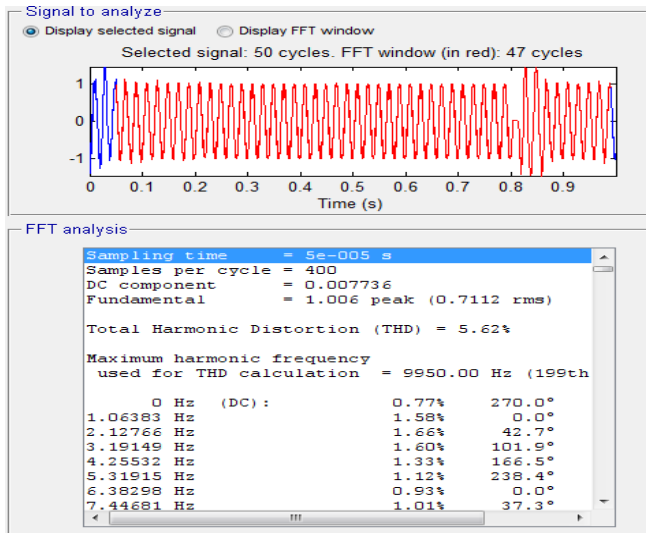 Signal to analyze
Display selected signal Display FFT window
Selected signal: 50 cycles. FFT window (in red): 47 cycles
1
0
-1
0 0.1 0.2 0.3 0.4 0.5 0.6 0.7 0.8 0.9
Time (s)
FFT analysis
Sampling time = 5e-005 s
Samples per cycle = 400
DC component = 0.007736
Fundamental = 1.006 peak (0.7112 rms)
Total Harmonic Distortion (THD) = 5.62%
Maximum harmonic frequency
used for THD calculation = 9950.00 Hz (199th
0 Hz (DC): 0.77% 270.0°
1.06383 Hz 1.58% 0.0°
2.12766 Hz 1.66% 42.7°
3.19149 Hz 1.60% 101.9°
4.25532 Hz 1.33% 166.5°
5.31915 Hz 1.12% 238.4°
6.38298 Hz 0.93% 0.0°
7.44681 Hz 1.01% 37.3°